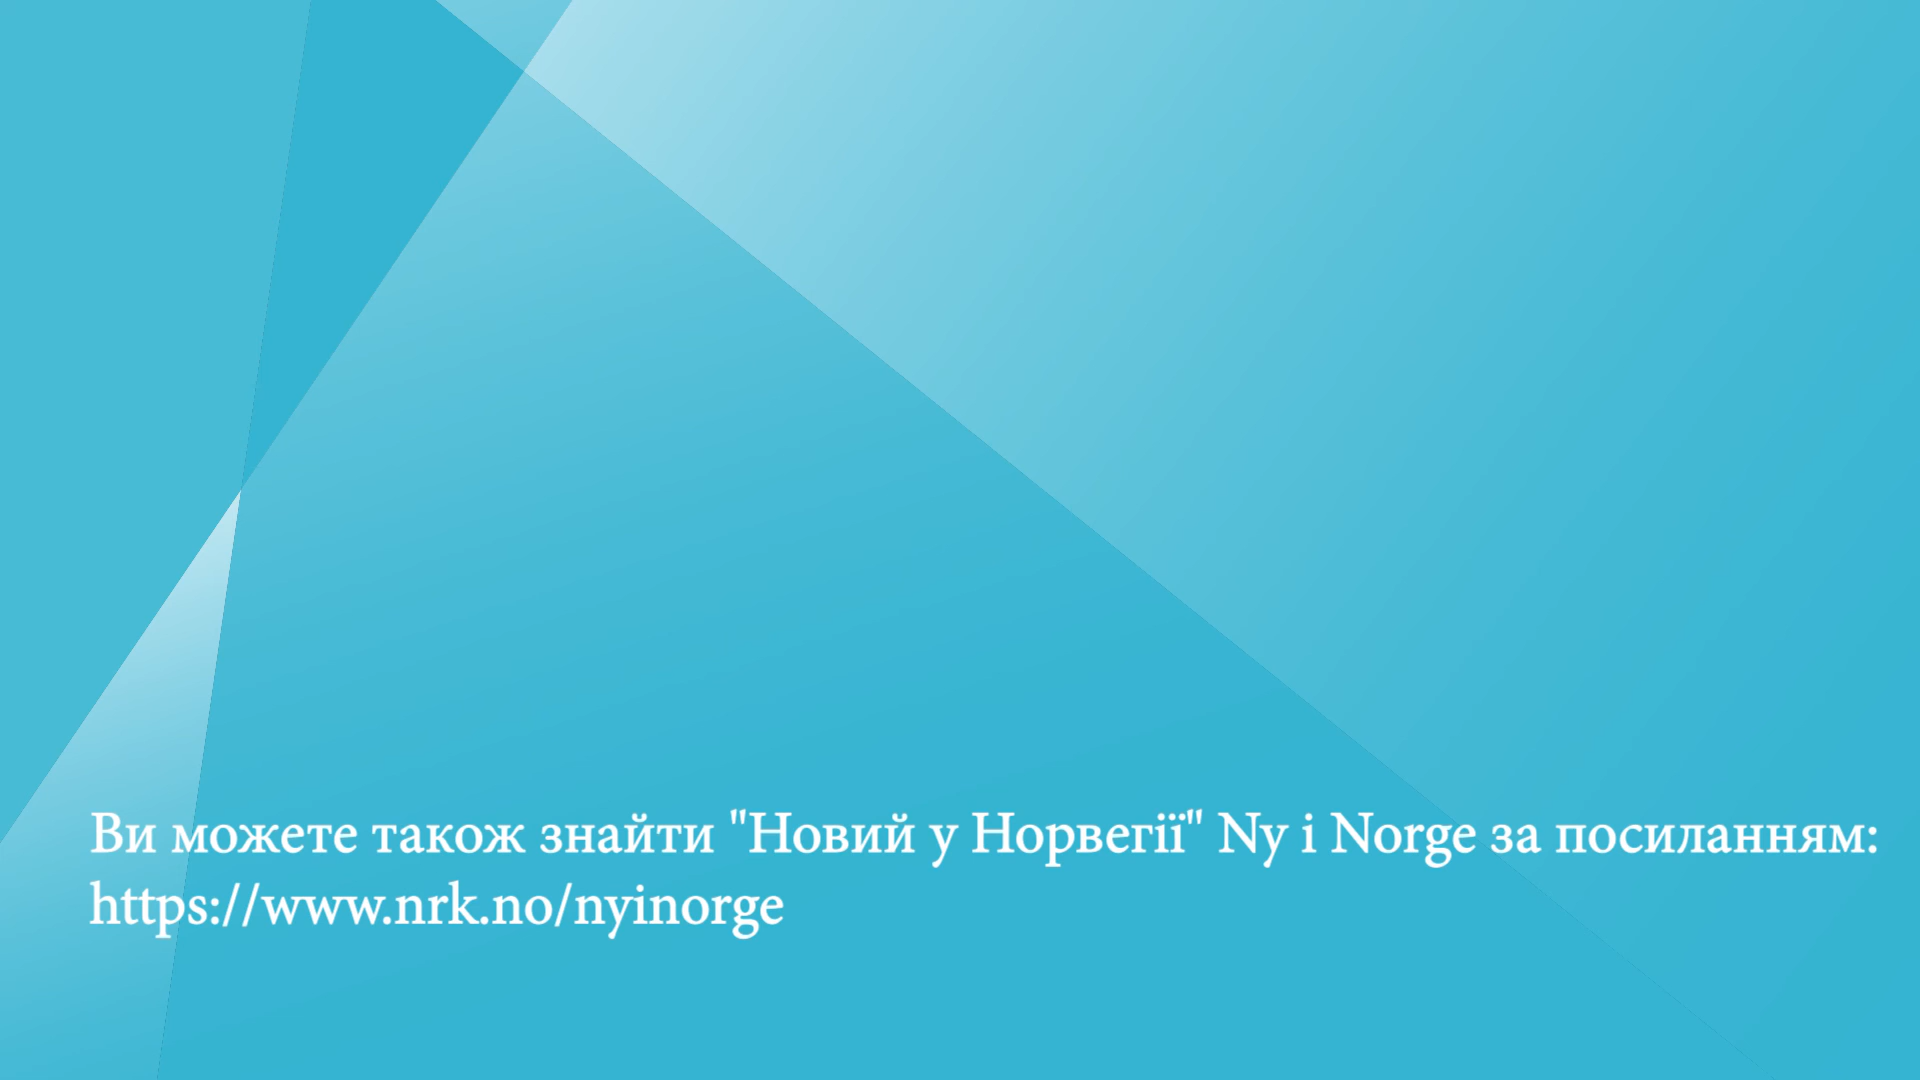 Ви можете також знайти "Новий у Норвегії" Ny i Norge за посиланням:
https://www.nrk.no/nyinorge